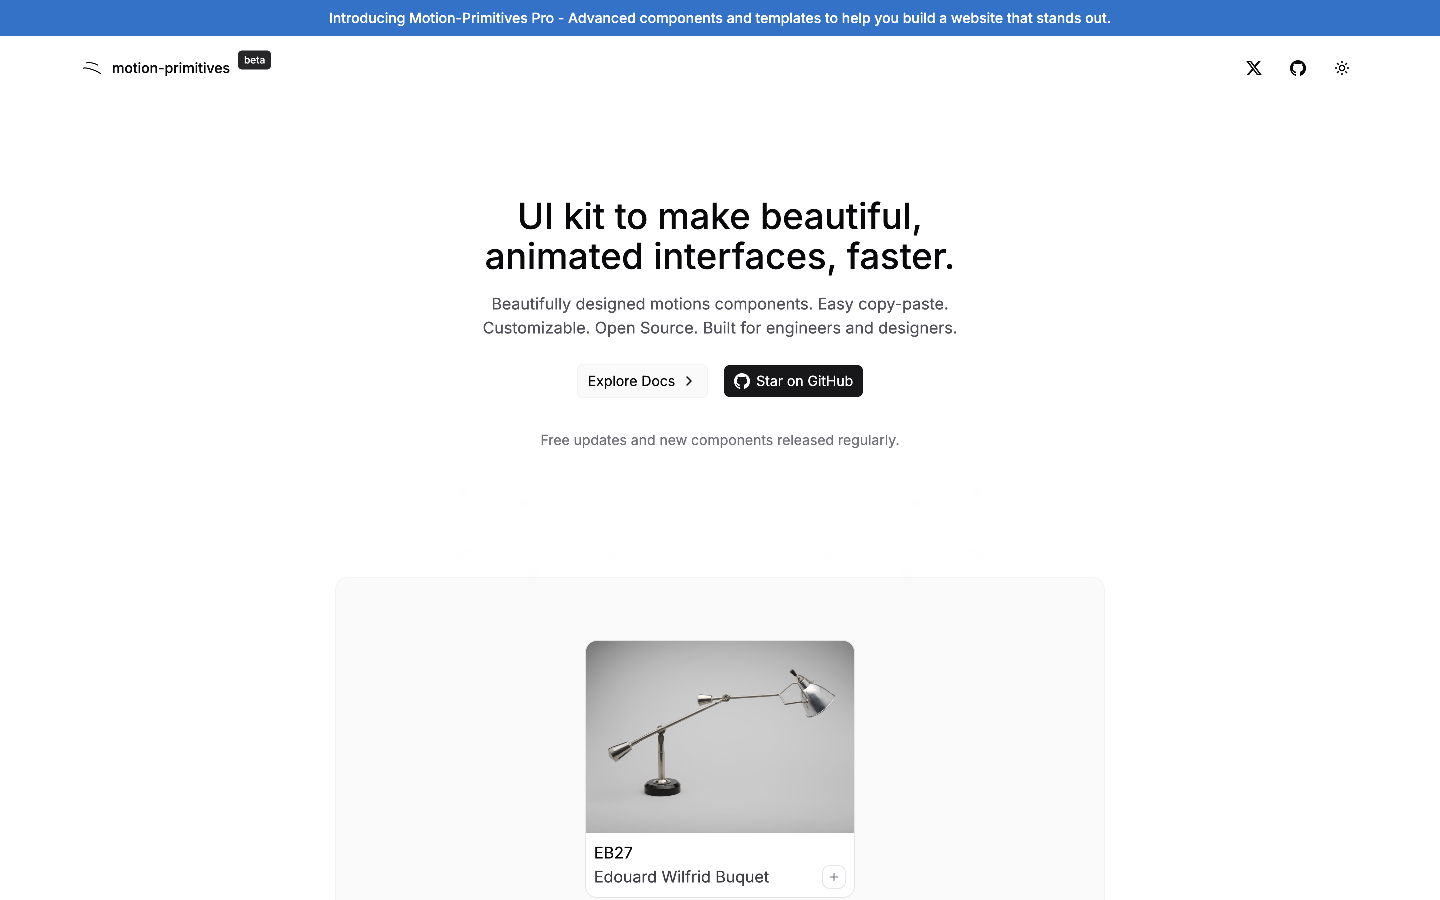 Introducing Motion-Primitives Pro - Advanced components and templates to help you build a website that stands out.
motion-primitives beta
UI kit to make beautiful,
animated interfaces, faster.
Beautifully designed motions components. Easy copy-paste.
Customizable. Open Source. Built for engineers and designers.
Explore Docs Star on GitHub
Free updates and new components released regularly.
EB27
Edouard Wilfrid Buquet